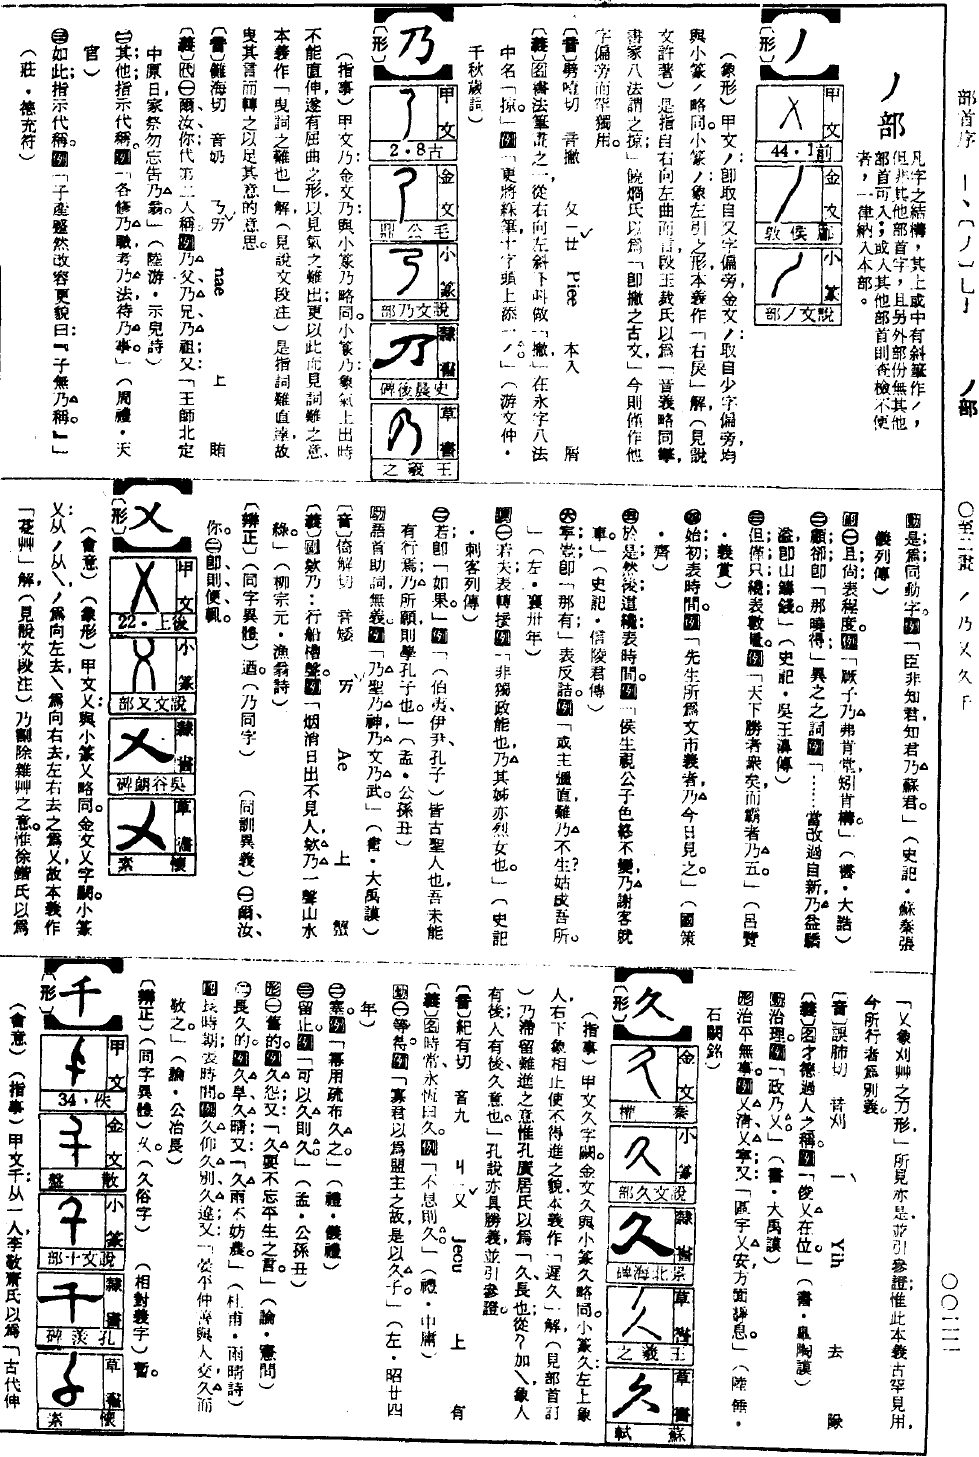 部首序 丨丶(丿)乀乚亅 丿部 〇至二畫 丿乃乂久千
丿部
凡字之結構，其上或中有斜筆作丿，
但非其他部首字，且另外部份無其他
部首可入；或入其他部首則查檢不便
者，一律納入本部。
丿
〔形〕
甲文 前1·44
金文
小篆 說文丿部
(象形)甲文丿卽取自又字偏旁金文丿取自少字偏旁均
與小篆丿略同。小篆丿象左引之形本義作「右戾」解，(見說
文許著)是指自右向左曲而言段玉裁氏以爲「音義略同擎，
書家八法謂之掠」饒炯氏以爲「卽撇之古文」今則僅作他
字偏旁而罕獨用。
〔音〕劈噎切 音撇 ㄆㄧㄝ Piee 本入 屑
〔義〕名書法筆畫之一從右向左斜下叫做「撇」在永字八法
中名「掠」例「更將綵筆十字頭上添一丿。」(游文仲·
千秋歲詞)
乃
〔形〕
甲文 古8·2
金文 毛公鼎
小篆 說文乃部
隸書 史晨後碑
草書 王羲之
(指事)甲文乃金文乃與小篆乃略同。小篆乃象氣上出時
不能直伸遂有屈曲之形以見氣之難出更以此而見詞難之意、
本義作「曳詞之難也」解(見說文段注)是指詞難直達，故
曳其言而轉之以足其意的意思。
〔音〕難海切 音奶 ㄋㄞ nae 上 賄
〔義〕代㊀爾汝你代第二人稱例乃父乃兄乃祖又「王師北定
中原日家祭勿忘告乃翁」(陸游·示兒詩)
㊁其他指示代稱。例「各修乃職，考乃法待乃事」(周禮·天
官)
㊂如此指示代稱。例「子產蹵然改容更貌曰：『子無乃稱。』」
(莊·德充符)
動是爲同動字。例「臣非知君知君乃蘇君。」(史記·蘇秦張
儀列傳)
副㊀且尙表程度。例「厥子乃弗肯堂矧肯構」(書·大誥)
㊁顧卻卽「那曉得」異之之詞例「……當改過自新，乃益驕
溢卽山鑄錢」(史記·吳王濞傳)
㊂但僅只纔表數量。例「天下勝者衆矣而霸者乃五。」(呂覽
·義賞)
㊃始初表時間。例「先生所爲文市義者乃今日見之」(國策
·齊)
㊄於是然後這纔表時間例「侯生視公子色終不變，乃謝客就
車」(史記·信陵君傳)
㊅寧豈卽「那有」表反詰。例「或主彊直難乃不生？姑成吾所。
」(左·襄卅年)
連㊀若夫表轉接例「非獨政能也，乃其姊亦烈女也。」(史記
·刺客列傳)
㊁若卽「如果」例「(伯夷、伊尹、孔子)皆古聖人也，吾未能
有行焉乃所願則學孔子也。」(孟·公孫丑)
助語首助詞無義例「乃聖乃神乃文乃武」(書·大禹謨)
〔音〕倚解切 音矮 ㄞ Ae 上 蟹
〔義〕副欸乃：行船櫓聲例「烟消日出不見人，欸乃一聲山水
綠。」(柳宗元·漁翁詩)
〔辨正〕(同字異體)迺(乃同字) (同訓異義)㊀爾汝、
你。㊁卽則便輒。
乂
〔形〕
甲文 後上·22
小篆 說文乂部
隸書 吳谷朗碑
草書 懷素
(會意)(象形)甲文乂與小篆乂略同。金文乂字闕。小篆
乂从丿从乀，丿爲向左去，乀爲向右去左右去之爲乂，故本義作
「芟艸」解，(見說文段注)乃剷除雜艸之意。惟徐鍇氏以爲
「乂象刈艸之刀形」所見亦是並引參證惟此本義古罕見用，
今所行者爲別義。
〔音〕誤肺切 音刈 ㄧ Yih 去 隊
〔義〕名才德過人之稱例「俊乂在位。」(書·皐陶謨)
動治理。例「政乃乂」(書·大禹謨)
形治平無事。例乂清乂寧又「區宇乂安，方面靜息。」(陸倕·
石闕銘)
久
〔形〕
金文 秦權
小篆 說文久部
隸書 景北海碑
草書 王羲之
草書 蘇軾
(指事)甲文久字闕。金文久與小篆久略同。小篆久左上象
人右下象相止使不得進之貌，本義作「遲久」解(見部首訂
)乃滯留難進之意惟孔廣居氏以爲「久長也從?加乀象人
有後人有後久意也」孔說亦具勝義並引參證。
〔音〕紀有切 音九 ㄐㄧㄡ Jeou 上 有
〔義〕名時常永恆曰久。例「不息則久」(禮·中庸)
動㊀等待例「寡君以爲盟主之故，是以久子。」(左·昭廿四
年)
㊁塞。例「冪用疏布久之」(禮·儀禮)
㊂留止。例「可以久則久」(孟·公孫丑)
形㊀舊的。例久怨又「久要不忘平生之言」(論·憲問)
㊁長久的例久旱久晴又「久雨不妨農。」(杜甫·雨晴詩)
副長時期表時間。例久仰久別久違又「晏平仲善與人交，久而
敬之」(論·公冶長)
〔辨正〕(同字異體)乆(久俗字) (相對義字)暫。
千
〔形〕
甲文 佚·34
金文 散盤
小篆 說文十部
隸書 孔羨碑
草書 懷素
(會意)(指事)甲文千从一人，李敬齋氏以爲「古代伸
〇〇二二